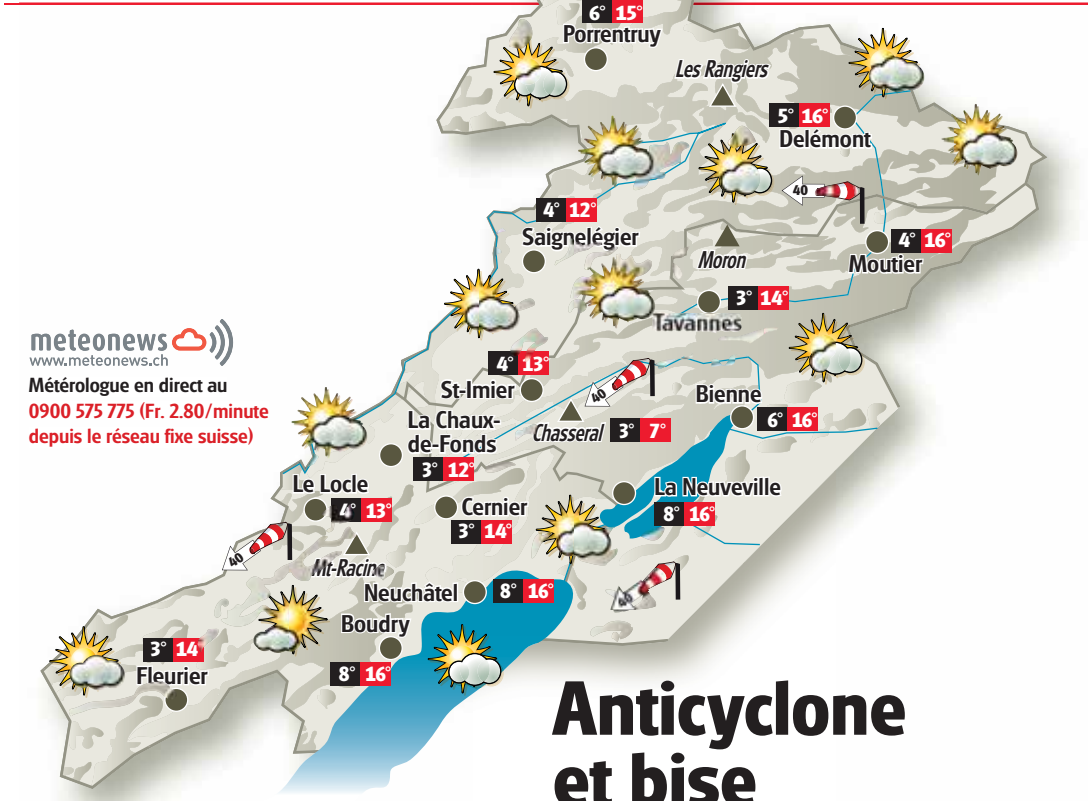 6° 15°
Porrentruy
Les Rangiers
5° 16°
Delémont
40
4° 12°
Saignelégier
Moron
4° 16°
Moutier
3° 14°
Tavannes
meteonews
www.meteonews.ch
Météorologue en direct au
0900 575 775 (Fr. 2.80/minute
depuis le réseau fixe suisse)
4° 13°
St-Imier
40
Chasseral 3° 7°
Bienne
6° 16°
La Chaux-
de-Fonds
3° 12°
Le Locle
4° 13°
Cernier
3° 14°
La Neuveville
8° 16°
40
Mt-Racine
Neuchâtel 8° 16°
40
Boudry
8° 16°
3° 14°
Fleurier
Anticyclone
et bise